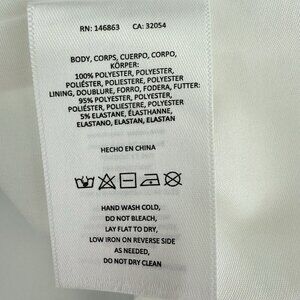 RN: 146863 CA: 32054
BODY, CORPS, CUERPO, CORPO,
KÖRPER:
100% POLYESTER, POLYESTER,
POLIÉSTER, POLIESTERE, POLYESTER
LINING, DOUBLURE, FORRO, FODERA, FUTTER:
95% POLYESTER, POLYESTER,
POLIÉSTER, POLIESTERE, POLYESTER
5% ELASTANE, ÉLASTHANNE,
ELASTANO, ELASTAN, ELASTAN
HECHO EN CHINA
HAND WASH COLD,
DO NOT BLEACH,
LAY FLAT TO DRY,
LOW IRON ON REVERSE SIDE
AS NEEDED,
DO NOT DRY CLEAN